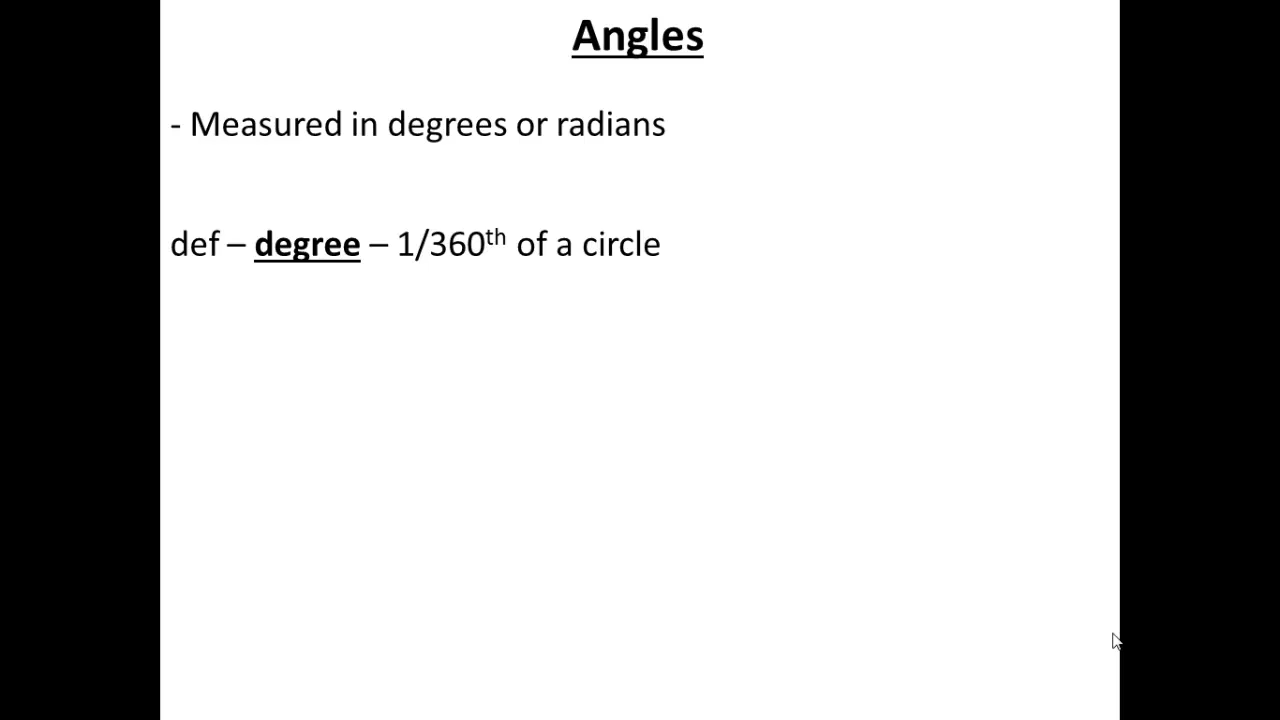 Angles
- Measured in degrees or radians
def – degree – 1/360th of a circle